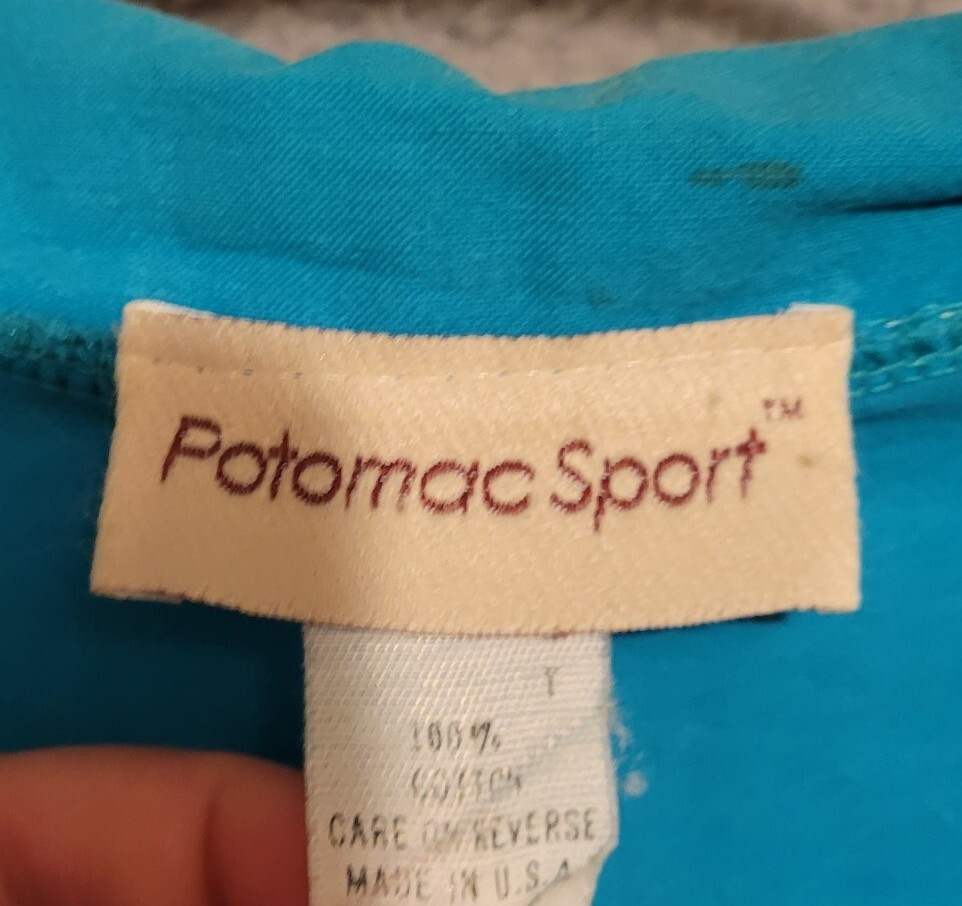 Potomac Sport™
T
100%
COTTON
CARE ON REVERSE
MADE IN U.S.A